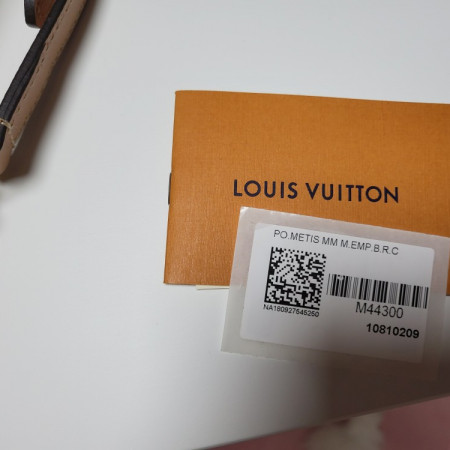 LOUIS VUITTON
PO.METIS MM M.EMP.B.R.C
NA180927645250
M44300
10810209